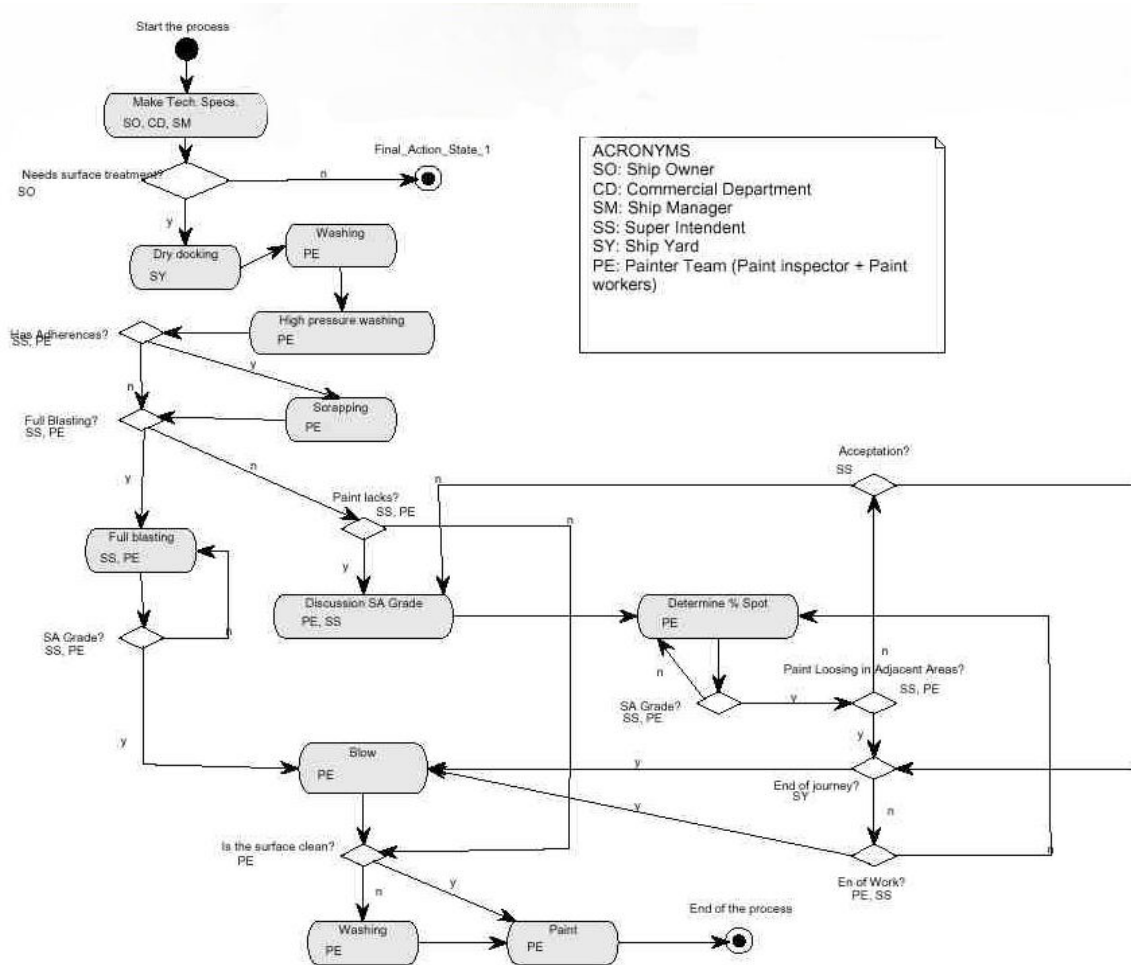 Start the process
Make Tech. Specs.
SO, CD, SM
Final_Action_State_1
Needs surface treatment?
SO
n
y
ACRONYMS
SO: Ship Owner
CD: Commercial Department
SM: Ship Manager
SS: Super Intendent
SY: Ship Yard
PE: Painter Team (Paint inspector + Paint
workers)
Dry docking
SY
Washing
PE
High pressure washing
PE
Has Adherences?
SS, PE
y
n
Scrapping
PE
Full Blasting?
SS, PE
n
y
Acceptation?
SS
n
Paint lacks?
SS, PE
n
y
Full blasting
SS, PE
Discussion SA Grade
PE, SS
Determine % Spot
PE
SA Grade?
SS, PE
n
y
n
Paint Loosing in Adjacent Areas?
SS, PE
n
SA Grade?
SS, PE
y
y
Blow
PE
y
End of journey?
SY
n
y
Is the surface clean?
PE
n
y
n
En of Work?
PE, SS
Washing
PE
Paint
PE
End of the process